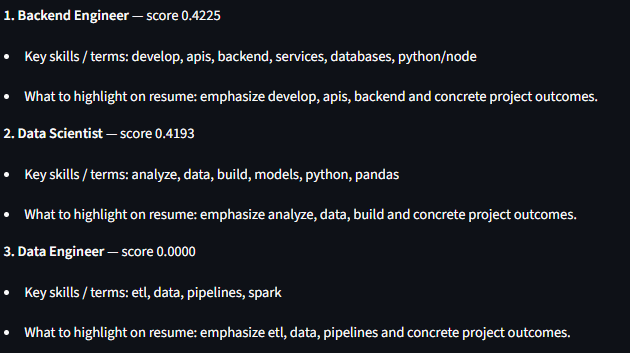 1. Backend Engineer — score 0.4225
• Key skills / terms: develop, apis, backend, services, databases, python/node
• What to highlight on resume: emphasize develop, apis, backend and concrete project outcomes.
2. Data Scientist — score 0.4193
• Key skills / terms: analyze, data, build, models, python, pandas
• What to highlight on resume: emphasize analyze, data, build and concrete project outcomes.
3. Data Engineer — score 0.0000
• Key skills / terms: etl, data, pipelines, spark
• What to highlight on resume: emphasize etl, data, pipelines and concrete project outcomes.